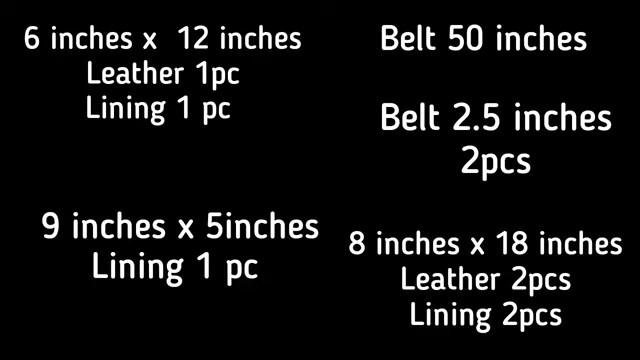 6 inches x 12 inches
Leather 1pc
Lining 1 pc
Belt 50 inches
Belt 2.5 inches
2pcs
9 inches x 5inches
Lining 1 pc
8 inches x 18 inches
Leather 2pcs
Lining 2pcs